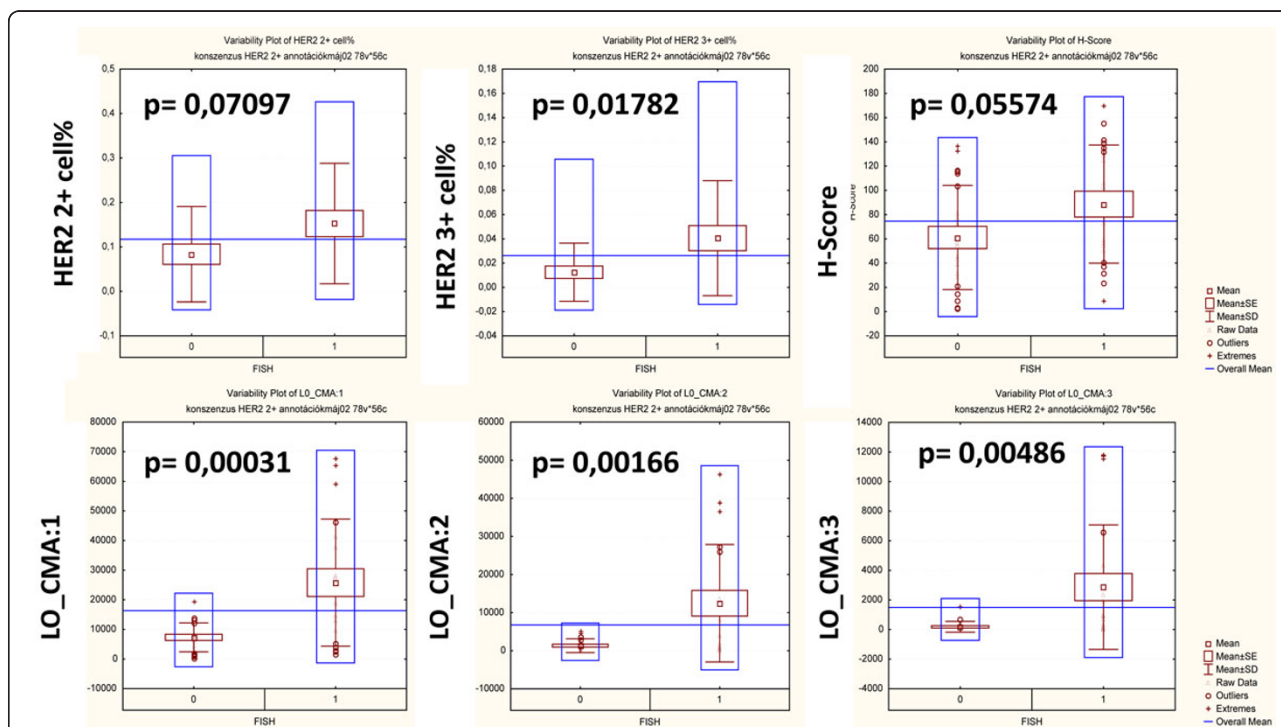 Variability Plot of HER2 2+ cell%
konszenzus HER2 2+ annotációkmáj02 78v*56c
p= 0,07097
HER2 2+ cell%
0,5
0,4
0,3
0,2
0,1
0,0
-0,1
0
1
FISH
Variability Plot of HER2 3+ cell%
konszenzus HER2 2+ annotációkmáj02 78v*56c
p= 0,01782
HER2 3+ cell%
0,18
0,16
0,14
0,12
0,10
0,08
0,06
0,04
0,02
0,00
-0,02
-0,04
0
1
FISH
Variability Plot of H-Score
konszenzus HER2 2+ annotációkmáj02 78v*56c
p= 0,05574
H-Score
H-Score
200
180
160
140
120
100
80
60
40
20
0
-20
0
1
FISH
Mean
Mean±SE
Mean±SD
Raw Data
Outliers
Extremes
Overall Mean
Variability Plot of L0_CMA:1
konszenzus HER2 2+ annotációkmáj02 78v*56c
p= 0,00031
LO_CMA:1
80000
70000
60000
50000
40000
30000
20000
10000
0
-10000
0
1
FISH
Variability Plot of L0_CMA:2
konszenzus HER2 2+ annotációkmáj02 78v*56c
p= 0,00166
LO_CMA:2
60000
50000
40000
30000
20000
10000
0
-10000
0
1
FISH
Variability Plot of L0_CMA:3
konszenzus HER2 2+ annotációkmáj02 78v*56c
p= 0,00486
LO_CMA:3
14000
12000
10000
8000
6000
4000
2000
0
-2000
-4000
0
1
FISH
Mean
Mean±SE
Mean±SD
Raw Data
Outliers
Extremes
Overall Mean